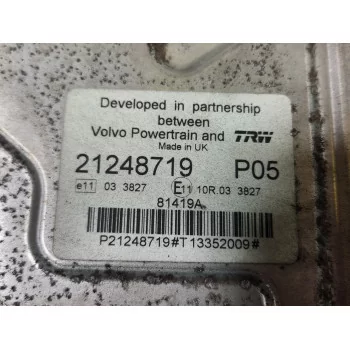 Developed in partnership
between
Volvo Powertrain and TRW
Made in UK
21248719 P05
e11 03 3827 E11 10R.03 3827
81419A
P21248719#T13352009#